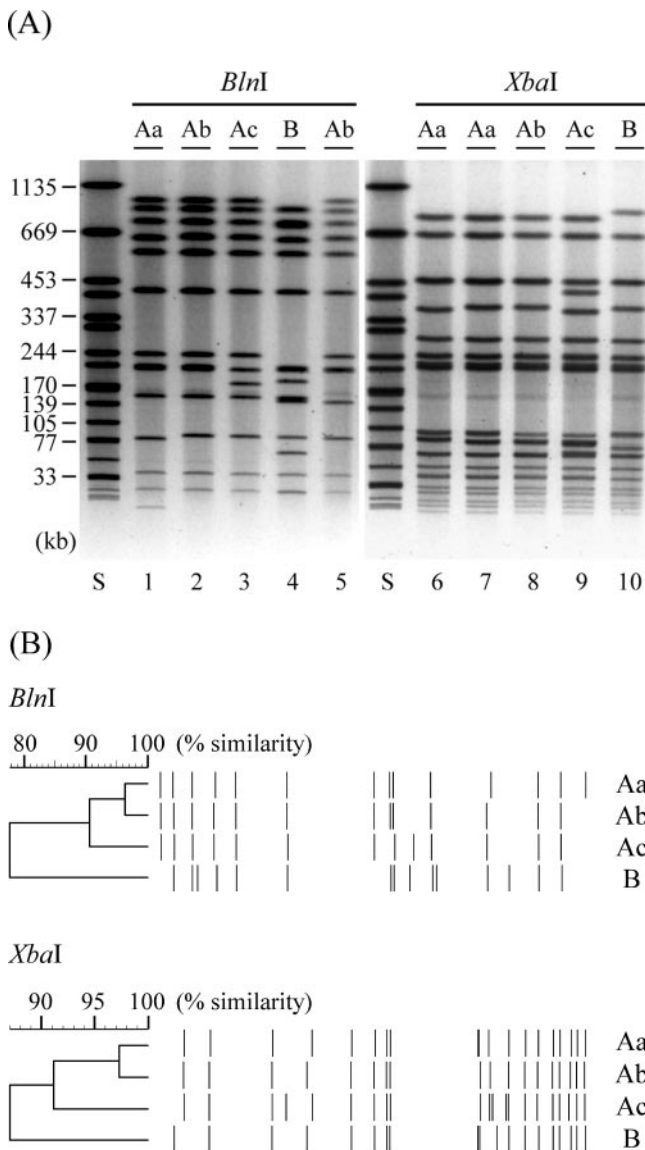 (A)
BlnI XbaI
Aa Ab Ac B Ab Aa Aa Ab Ac B
1135
669
453
337
244
170
139
105
77
33
(kb)
S 1 2 3 4 5 S 6 7 8 9 10
(B)
BlnI
80 90 100 (% similarity)
Aa
Ab
Ac
B
XbaI
90 95 100 (% similarity)
Aa
Ab
Ac
B